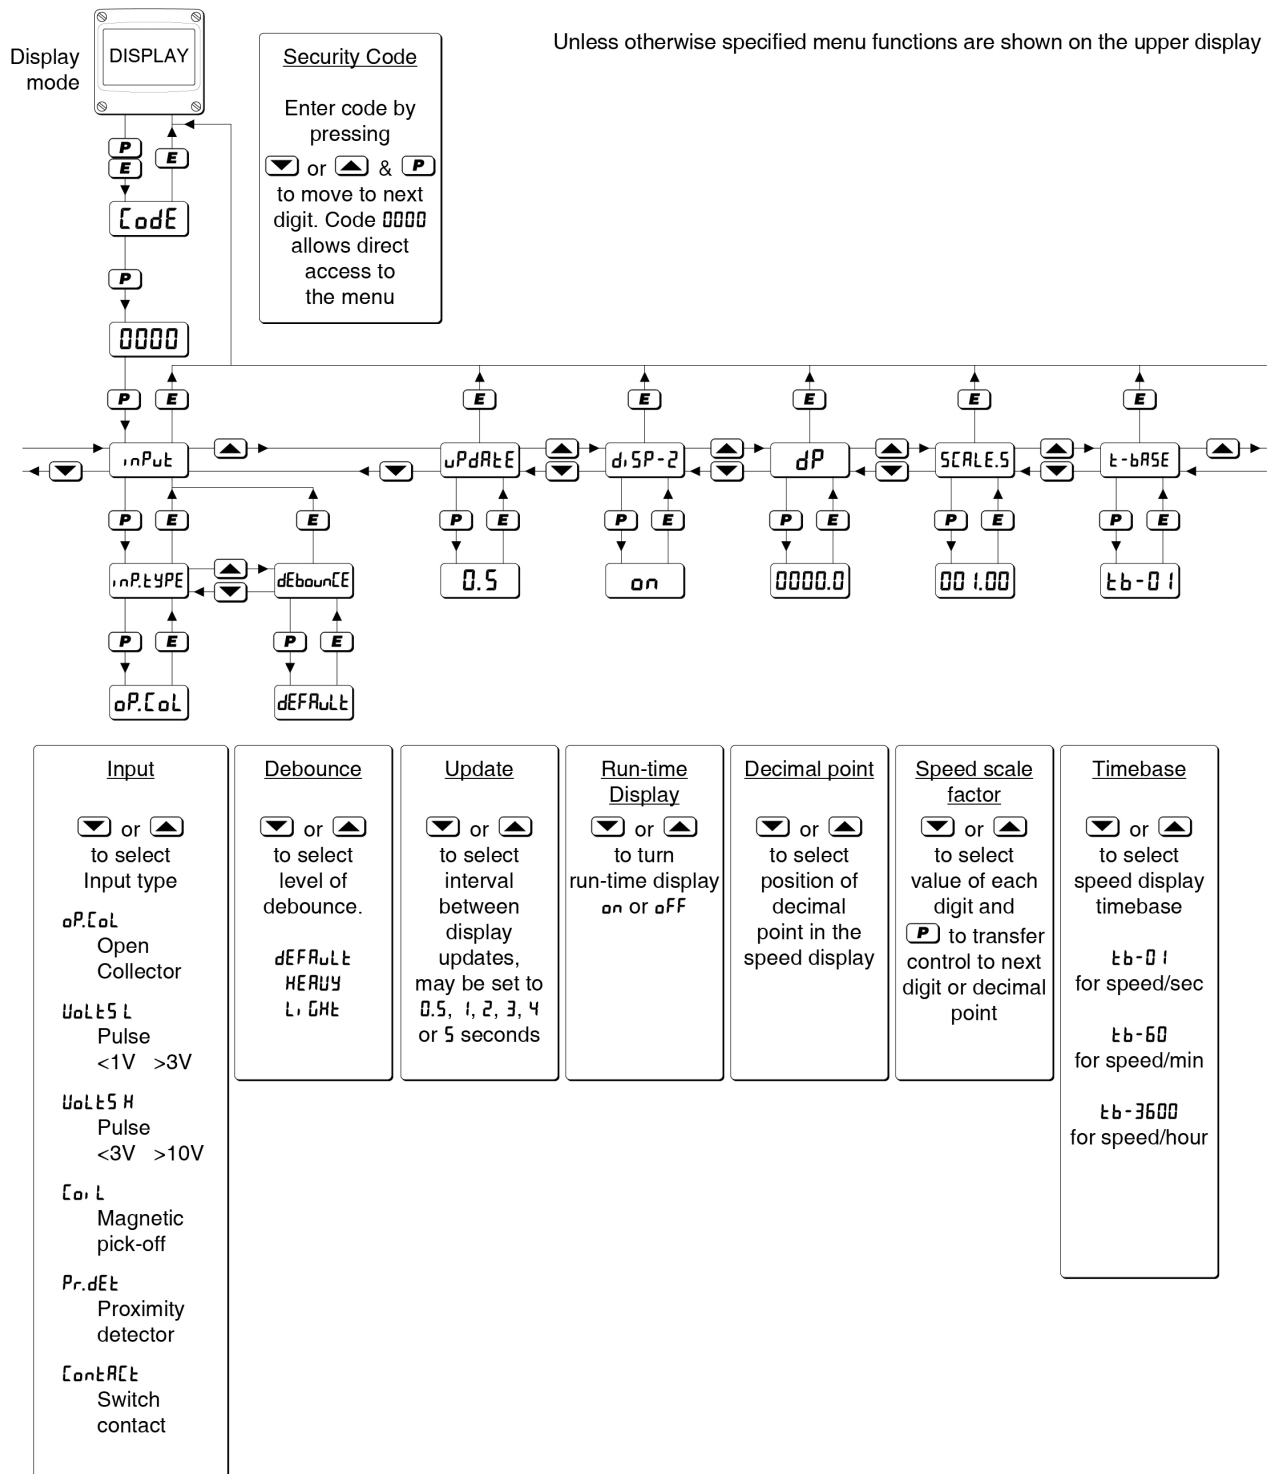 Display
mode
DISPLAY
Unless otherwise specified menu functions are shown on the upper display
Security Code
Enter code by
pressing
or & P
to move to next
digit. Code 0000
allows direct
access to
the menu
P
E
E
CodE
P
0000
P E E E E E E
inPut uPdAtE diSP-2 dP SCALE.S t-bASE
P E E P E P E P E P E P E
inP.tYPE dEbounCE 0.5 on 0000.0 001.00 tb-01
P E P E
oP.CoL dEFAuLt
Input
or
to select
Input type
oP.CoL
Open
Collector
VoLtS L
Pulse
<1V >3V
VoLtS H
Pulse
<3V >10V
CoiL
Magnetic
pick-off
Pr.dEt
Proximity
detector
ContACt
Switch
contact
Debounce
or
to select
level of
debounce.
dEFAuLt
HEAVY
LiGHt
Update
or
to select
interval
between
display
updates,
may be set to
0.5, 1, 2, 3, 4
or 5 seconds
Run-time
Display
or
to turn
run-time display
on or oFF
Decimal point
or
to select
position of
decimal
point in the
speed display
Speed scale
factor
or
to select
value of each
digit and
P to transfer
control to next
digit or decimal
point
Timebase
or
to select
speed display
timebase
tb-01
for speed/sec
tb-60
for speed/min
tb-3600
for speed/hour